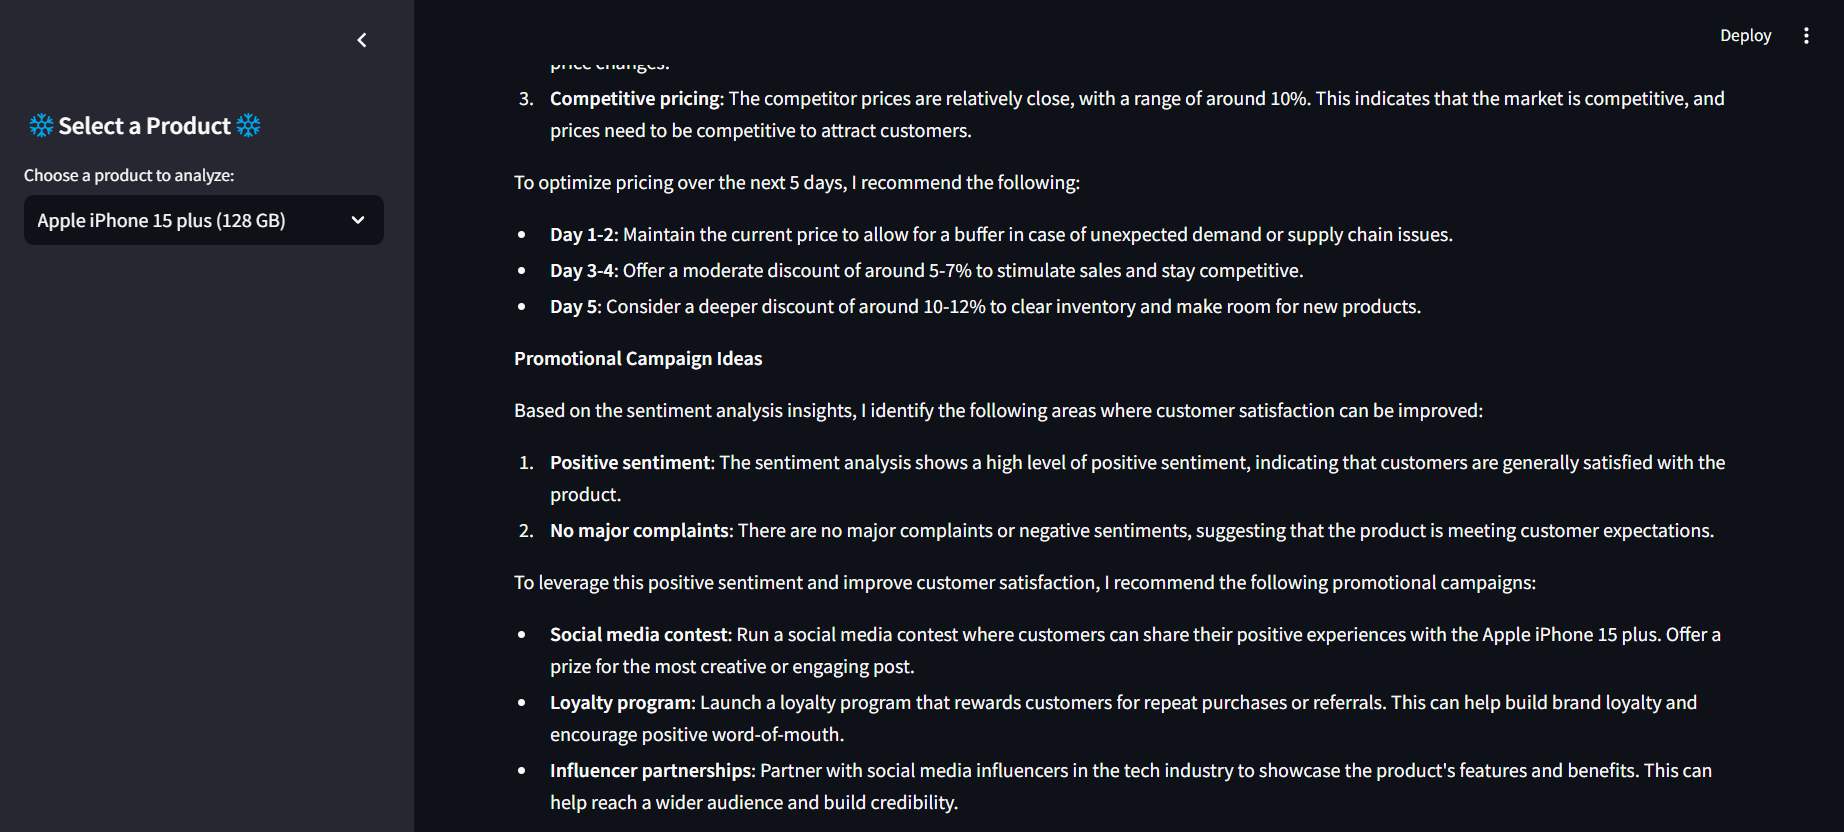 Deploy
Select a Product
Choose a product to analyze:
Apple iPhone 15 plus (128 GB)
price changes.
3. Competitive pricing: The competitor prices are relatively close, with a range of around 10%. This indicates that the market is competitive, and
prices need to be competitive to attract customers.
To optimize pricing over the next 5 days, I recommend the following:
• Day 1-2: Maintain the current price to allow for a buffer in case of unexpected demand or supply chain issues.
• Day 3-4: Offer a moderate discount of around 5-7% to stimulate sales and stay competitive.
• Day 5: Consider a deeper discount of around 10-12% to clear inventory and make room for new products.
Promotional Campaign Ideas
Based on the sentiment analysis insights, I identify the following areas where customer satisfaction can be improved:
1. Positive sentiment: The sentiment analysis shows a high level of positive sentiment, indicating that customers are generally satisfied with the
product.
2. No major complaints: There are no major complaints or negative sentiments, suggesting that the product is meeting customer expectations.
To leverage this positive sentiment and improve customer satisfaction, I recommend the following promotional campaigns:
• Social media contest: Run a social media contest where customers can share their positive experiences with the Apple iPhone 15 plus. Offer a
prize for the most creative or engaging post.
• Loyalty program: Launch a loyalty program that rewards customers for repeat purchases or referrals. This can help build brand loyalty and
encourage positive word-of-mouth.
• Influencer partnerships: Partner with social media influencers in the tech industry to showcase the product's features and benefits. This can
help reach a wider audience and build credibility.